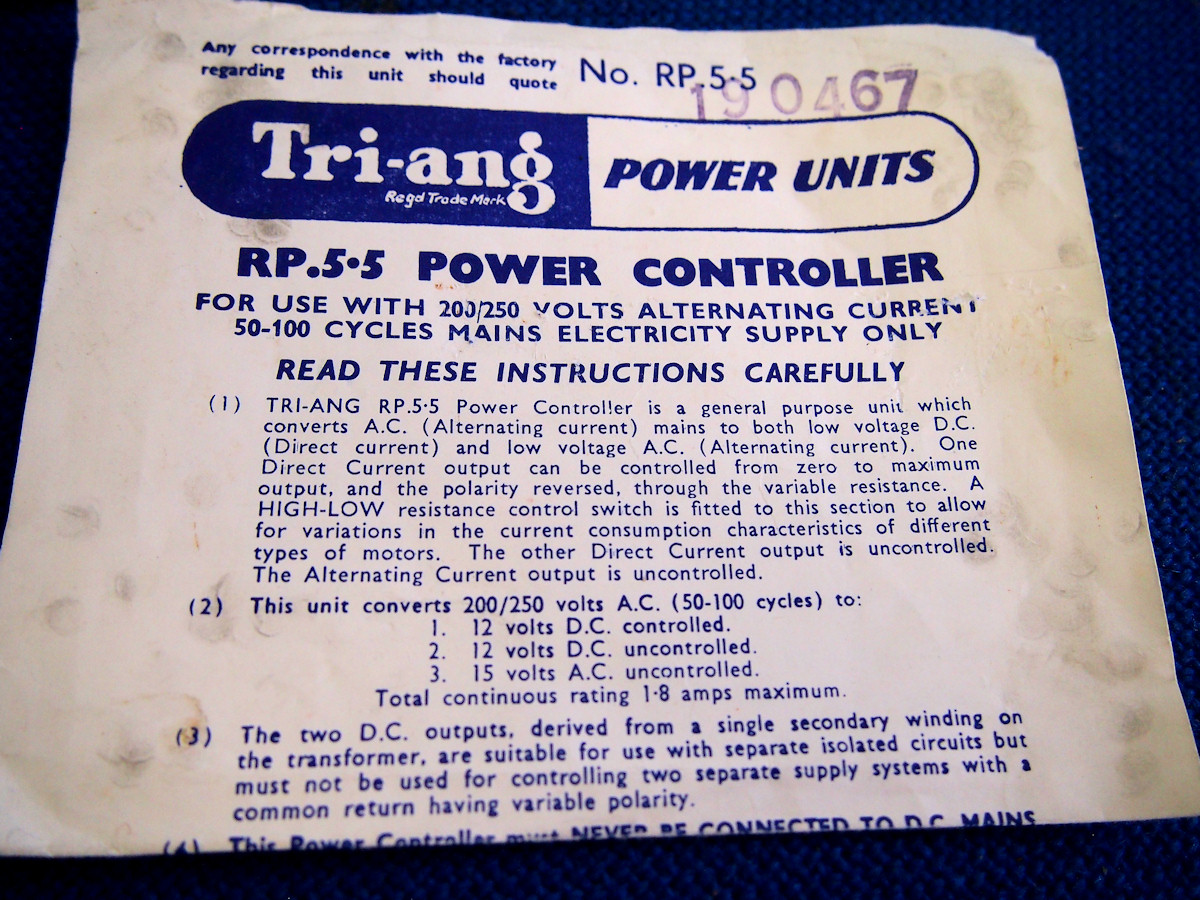 Any correspondence with the factory
regarding this unit should quote
No. RP.5·5
190467
Tri-ang
Regd Trade Mark
POWER UNITS
RP.5·5 POWER CONTROLLER
FOR USE WITH 200/250 VOLTS ALTERNATING CURRENT
50-100 CYCLES MAINS ELECTRICITY SUPPLY ONLY
READ THESE INSTRUCTIONS CAREFULLY
(1) TRI-ANG RP.5·5 Power Controller is a general purpose unit which
converts A.C. (Alternating current) mains to both low voltage D.C.
(Direct current) and low voltage A.C. (Alternating current). One
Direct Current output can be controlled from zero to maximum
output, and the polarity reversed, through the variable resistance. A
HIGH-LOW resistance control switch is fitted to this section to allow
for variations in the current consumption characteristics of different
types of motors. The other Direct Current output is uncontrolled.
The Alternating Current output is uncontrolled.
(2) This unit converts 200/250 volts A.C. (50-100 cycles) to:
1. 12 volts D.C. controlled.
2. 12 volts D.C. uncontrolled.
3. 15 volts A.C. uncontrolled.
Total continuous rating 1·8 amps maximum.
(3) The two D.C. outputs, derived from a single secondary winding on
the transformer, are suitable for use with separate isolated circuits but
must not be used for controlling two separate supply systems with a
common return having variable polarity.
(4) This Power Controller must NEVER BE CONNECTED TO D.C. MAINS